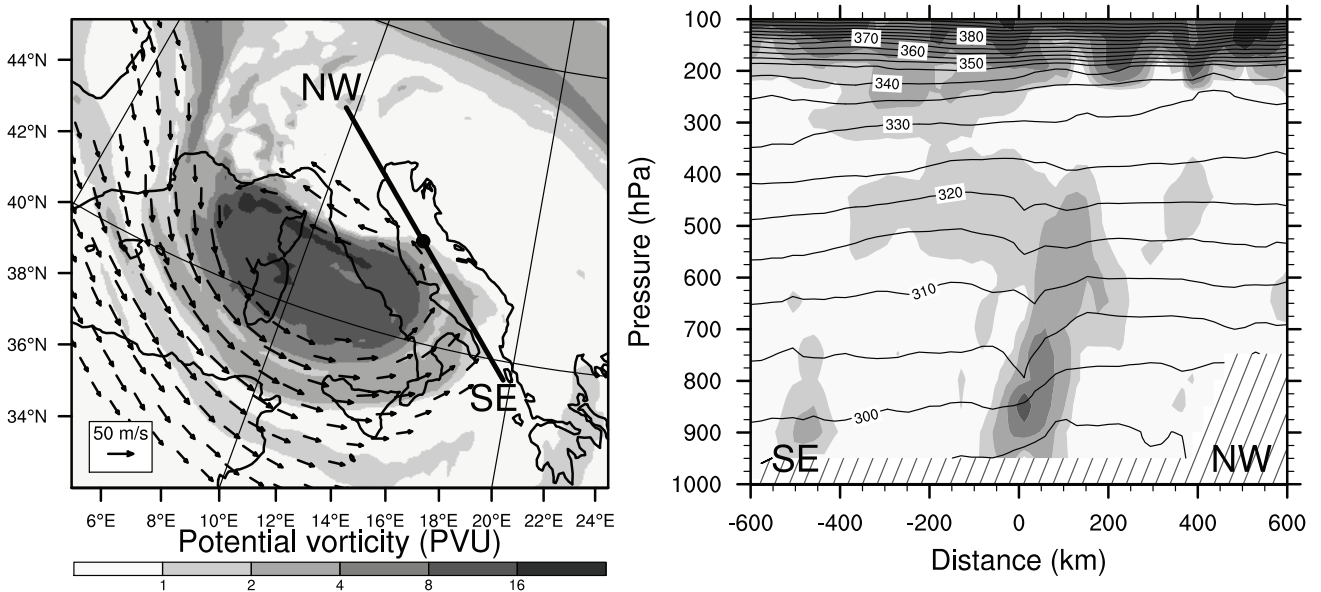 44°N
42°N
40°N
38°N
36°N
34°N
NW
SE
50 m/s
6°E 8°E 10°E 12°E 14°E 16°E 18°E 20°E 22°E 24°E
Potential vorticity (PVU)
1 2 4 8 16
Pressure (hPa)
100
200
300
400
500
600
700
800
900
1000
370 380
360
350
340
330
320
310
300
SE NW
-600 -400 -200 0 200 400 600
Distance (km)